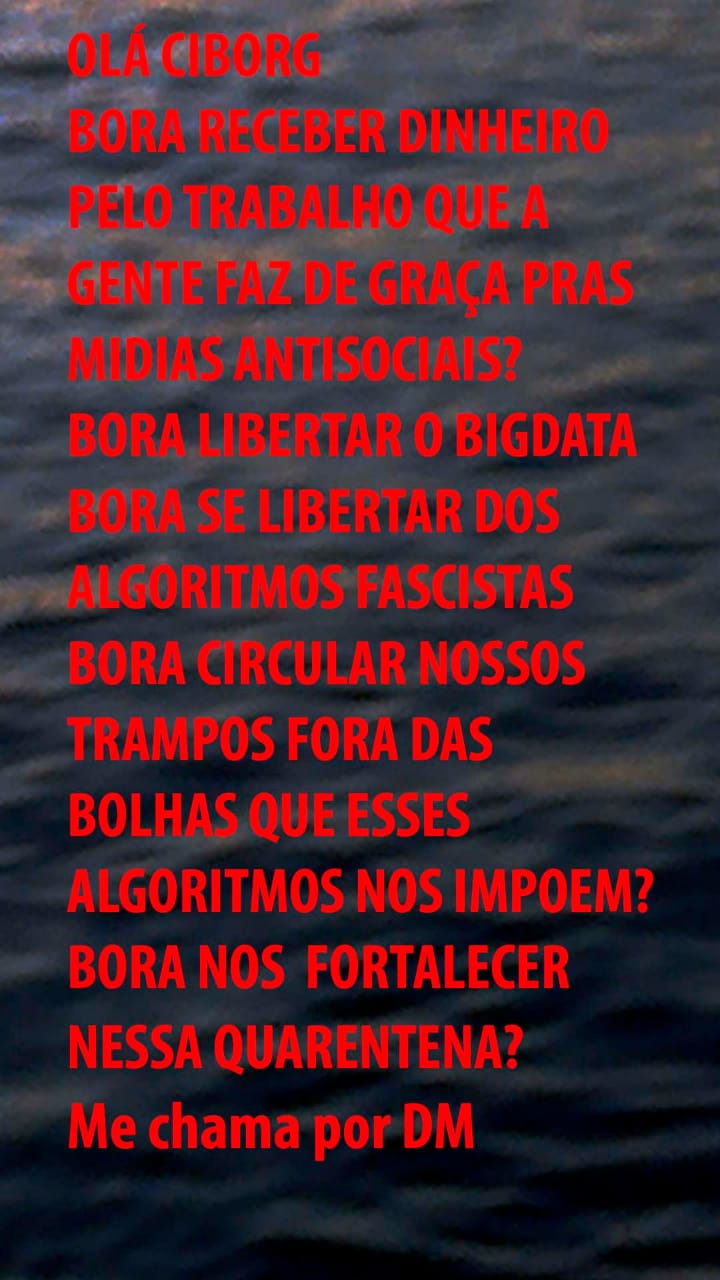 OLÁ CIBORG
BORA RECEBER DINHEIRO
PELO TRABALHO QUE A
GENTE FAZ DE GRAÇA PRAS
MIDIAS ANTISOCIAIS?
BORA LIBERTAR O BIGDATA
BORA SE LIBERTAR DOS
ALGORITMOS FASCISTAS
BORA CIRCULAR NOSSOS
TRAMPOS FORA DAS
BOLHAS QUE ESSES
ALGORITMOS NOS IMPOEM?
BORA NOS  FORTALECER
NESSA QUARENTENA?
Me chama por DM